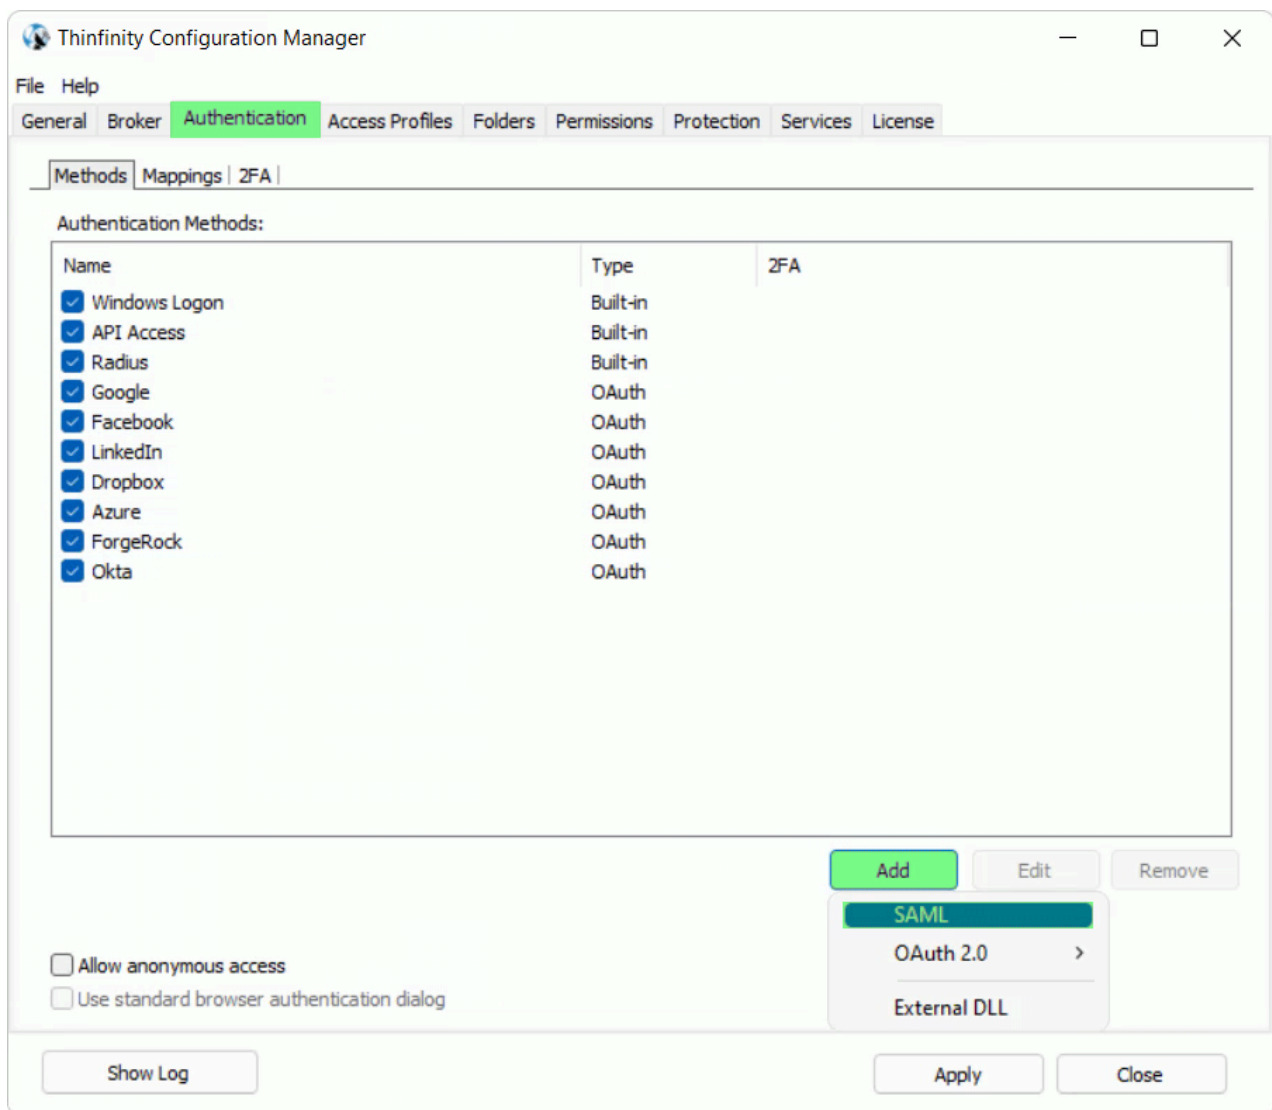 Thinfinity Configuration Manager
File Help
General Broker Authentication Access Profiles Folders Permissions Protection Services License
Methods Mappings 2FA
Authentication Methods:
Name Type 2FA
Windows Logon Built-in
API Access Built-in
Radius Built-in
Google OAuth
Facebook OAuth
LinkedIn OAuth
Dropbox OAuth
Azure OAuth
ForgeRock OAuth
Okta OAuth
Add Edit Remove
SAML
OAuth 2.0
External DLL
Allow anonymous access
Use standard browser authentication dialog
Show Log Apply Close